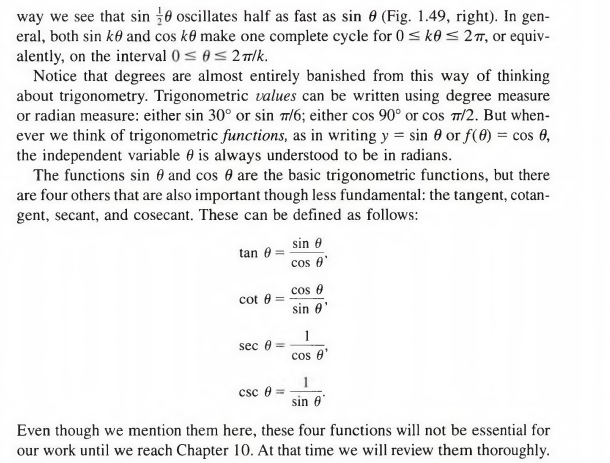 way we see that sin ½θ oscillates half as fast as sin θ (Fig. 1.49, right). In gen-
eral, both sin kθ and cos kθ make one complete cycle for 0 ≤ kθ ≤ 2π, or equiv-
alently, on the interval 0 ≤ θ ≤ 2π/k.
Notice that degrees are almost entirely banished from this way of thinking
about trigonometry. Trigonometric values can be written using degree measure
or radian measure: either sin 30° or sin π/6; either cos 90° or cos π/2. But when-
ever we think of trigonometric functions, as in writing y = sin θ or f(θ) = cos θ,
the independent variable θ is always understood to be in radians.
The functions sin θ and cos θ are the basic trigonometric functions, but there
are four others that are also important though less fundamental: the tangent, cotan-
gent, secant, and cosecant. These can be defined as follows:
tan θ = sin θ / cos θ,
cot θ = cos θ / sin θ,
sec θ = 1 / cos θ,
csc θ = 1 / sin θ.
Even though we mention them here, these four functions will not be essential for
our work until we reach Chapter 10. At that time we will review them thoroughly.